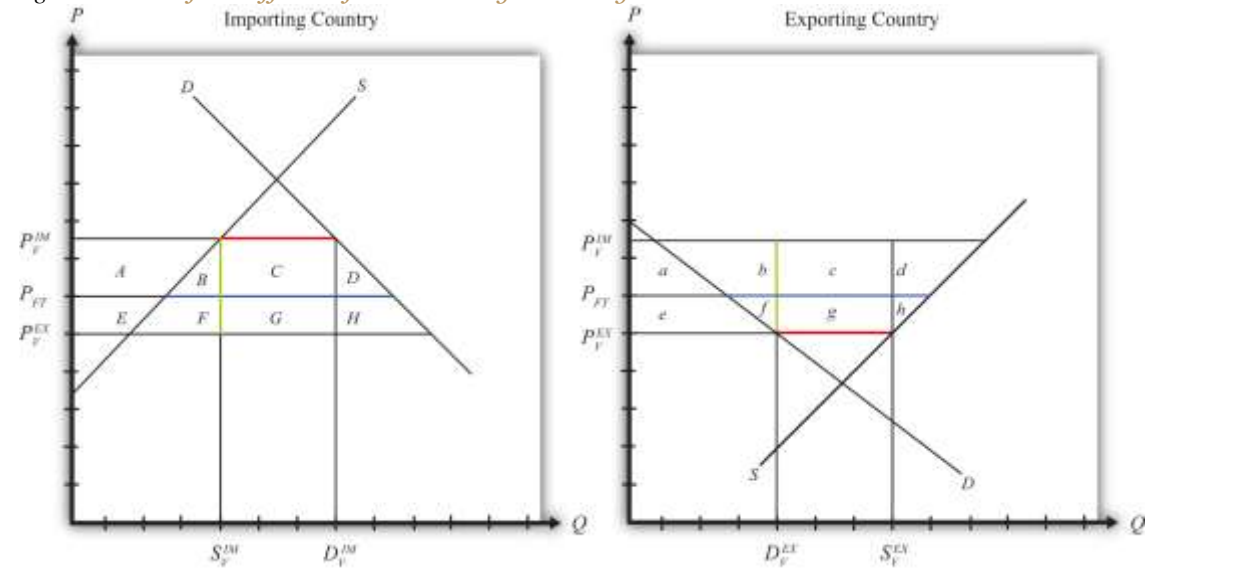 P
Importing Country
D
S
P_V^IM
A
B
C
D
P_FT
E
F
G
H
P_V^EX
S_V^IM
D_V^IM
Q
P
Exporting Country
P_V^IM
a
b
c
d
P_FT
e
f
g
h
P_V^EX
S
D
D_V^EX
S_V^EX
Q